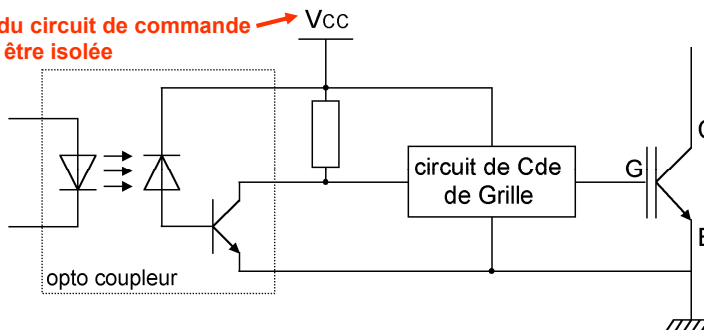 du circuit de commande
être isolée
Vcc
circuit de Cde
de Grille
G
opto coupleur